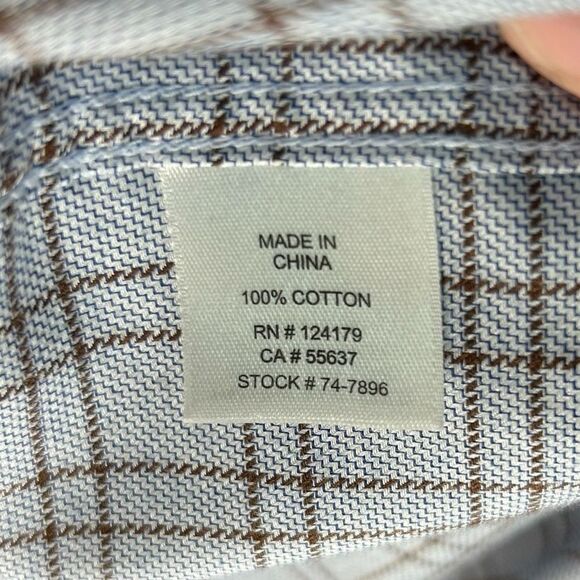 MADE IN
CHINA
100% COTTON
RN # 124179
CA # 55637
STOCK # 74-7896